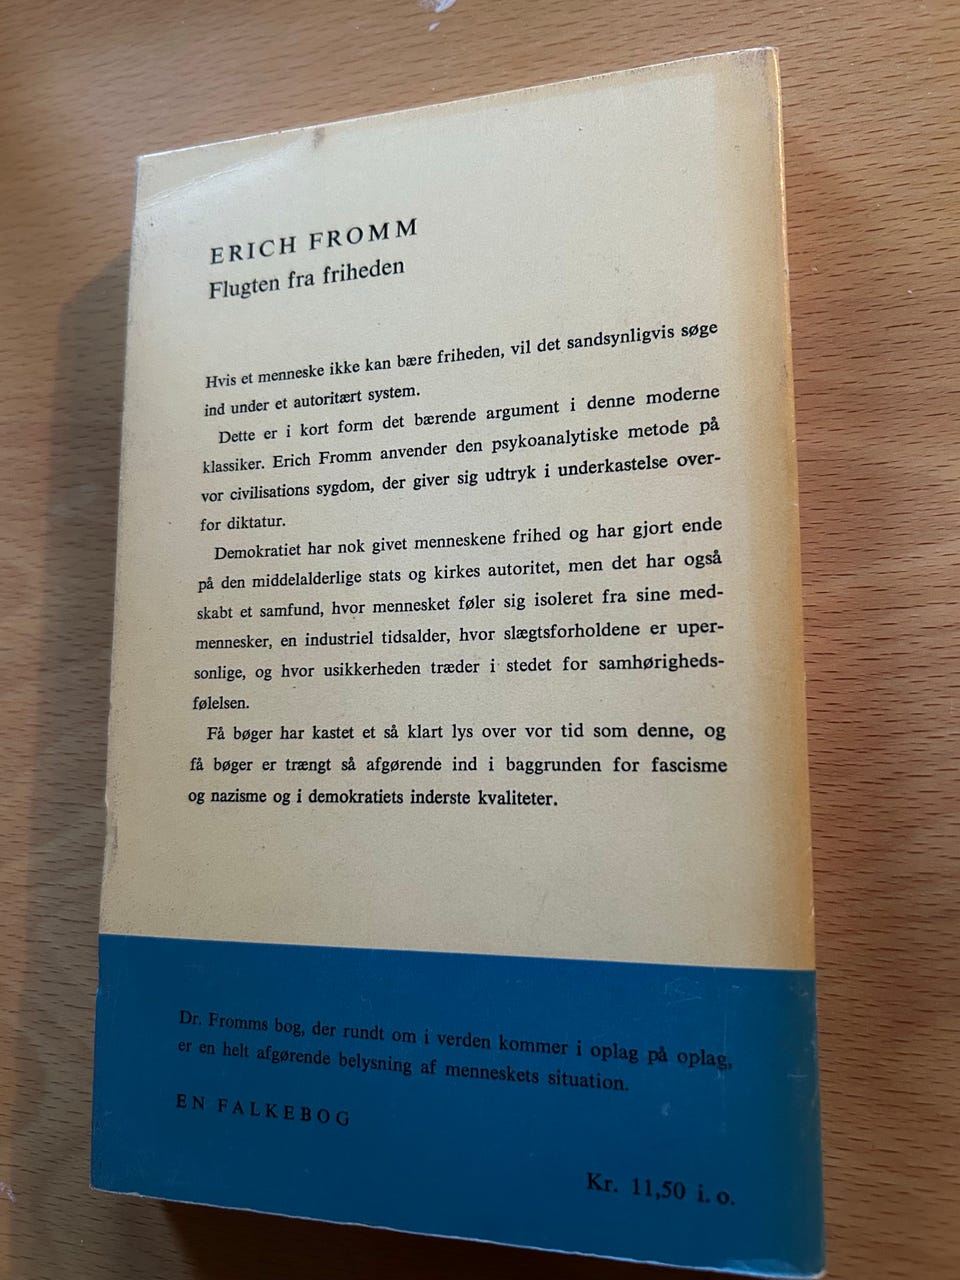 ERICH FROMM
Flugten fra friheden
Hvis et menneske ikke kan bære friheden, vil det sandsynligvis søge
ind under et autoritært system.
Dette er i kort form det bærende argument i denne moderne
klassiker. Erich Fromm anvender den psykoanalytiske metode på
vor civilisations sygdom, der giver sig udtryk i underkastelse over-
for diktatur.
Demokratiet har nok givet menneskene frihed og har gjort ende
på den middelalderlige stats og kirkes autoritet, men det har også
skabt et samfund, hvor mennesket føler sig isoleret fra sine med-
mennesker, en industriel tidsalder, hvor slægtsforholdene er uper-
sonlige, og hvor usikkerheden træder i stedet for samhørigheds-
følelsen.
Få bøger har kastet et så klart lys over vor tid som denne, og
få bøger er trængt så afgørende ind i baggrunden for fascisme
og nazisme og i demokratiets inderste kvaliteter.
Dr. Fromms bog, der rundt om i verden kommer i oplag på oplag,
er en helt afgørende belysning af menneskets situation.
EN FALKEBOG
Kr. 11,50 i. o.